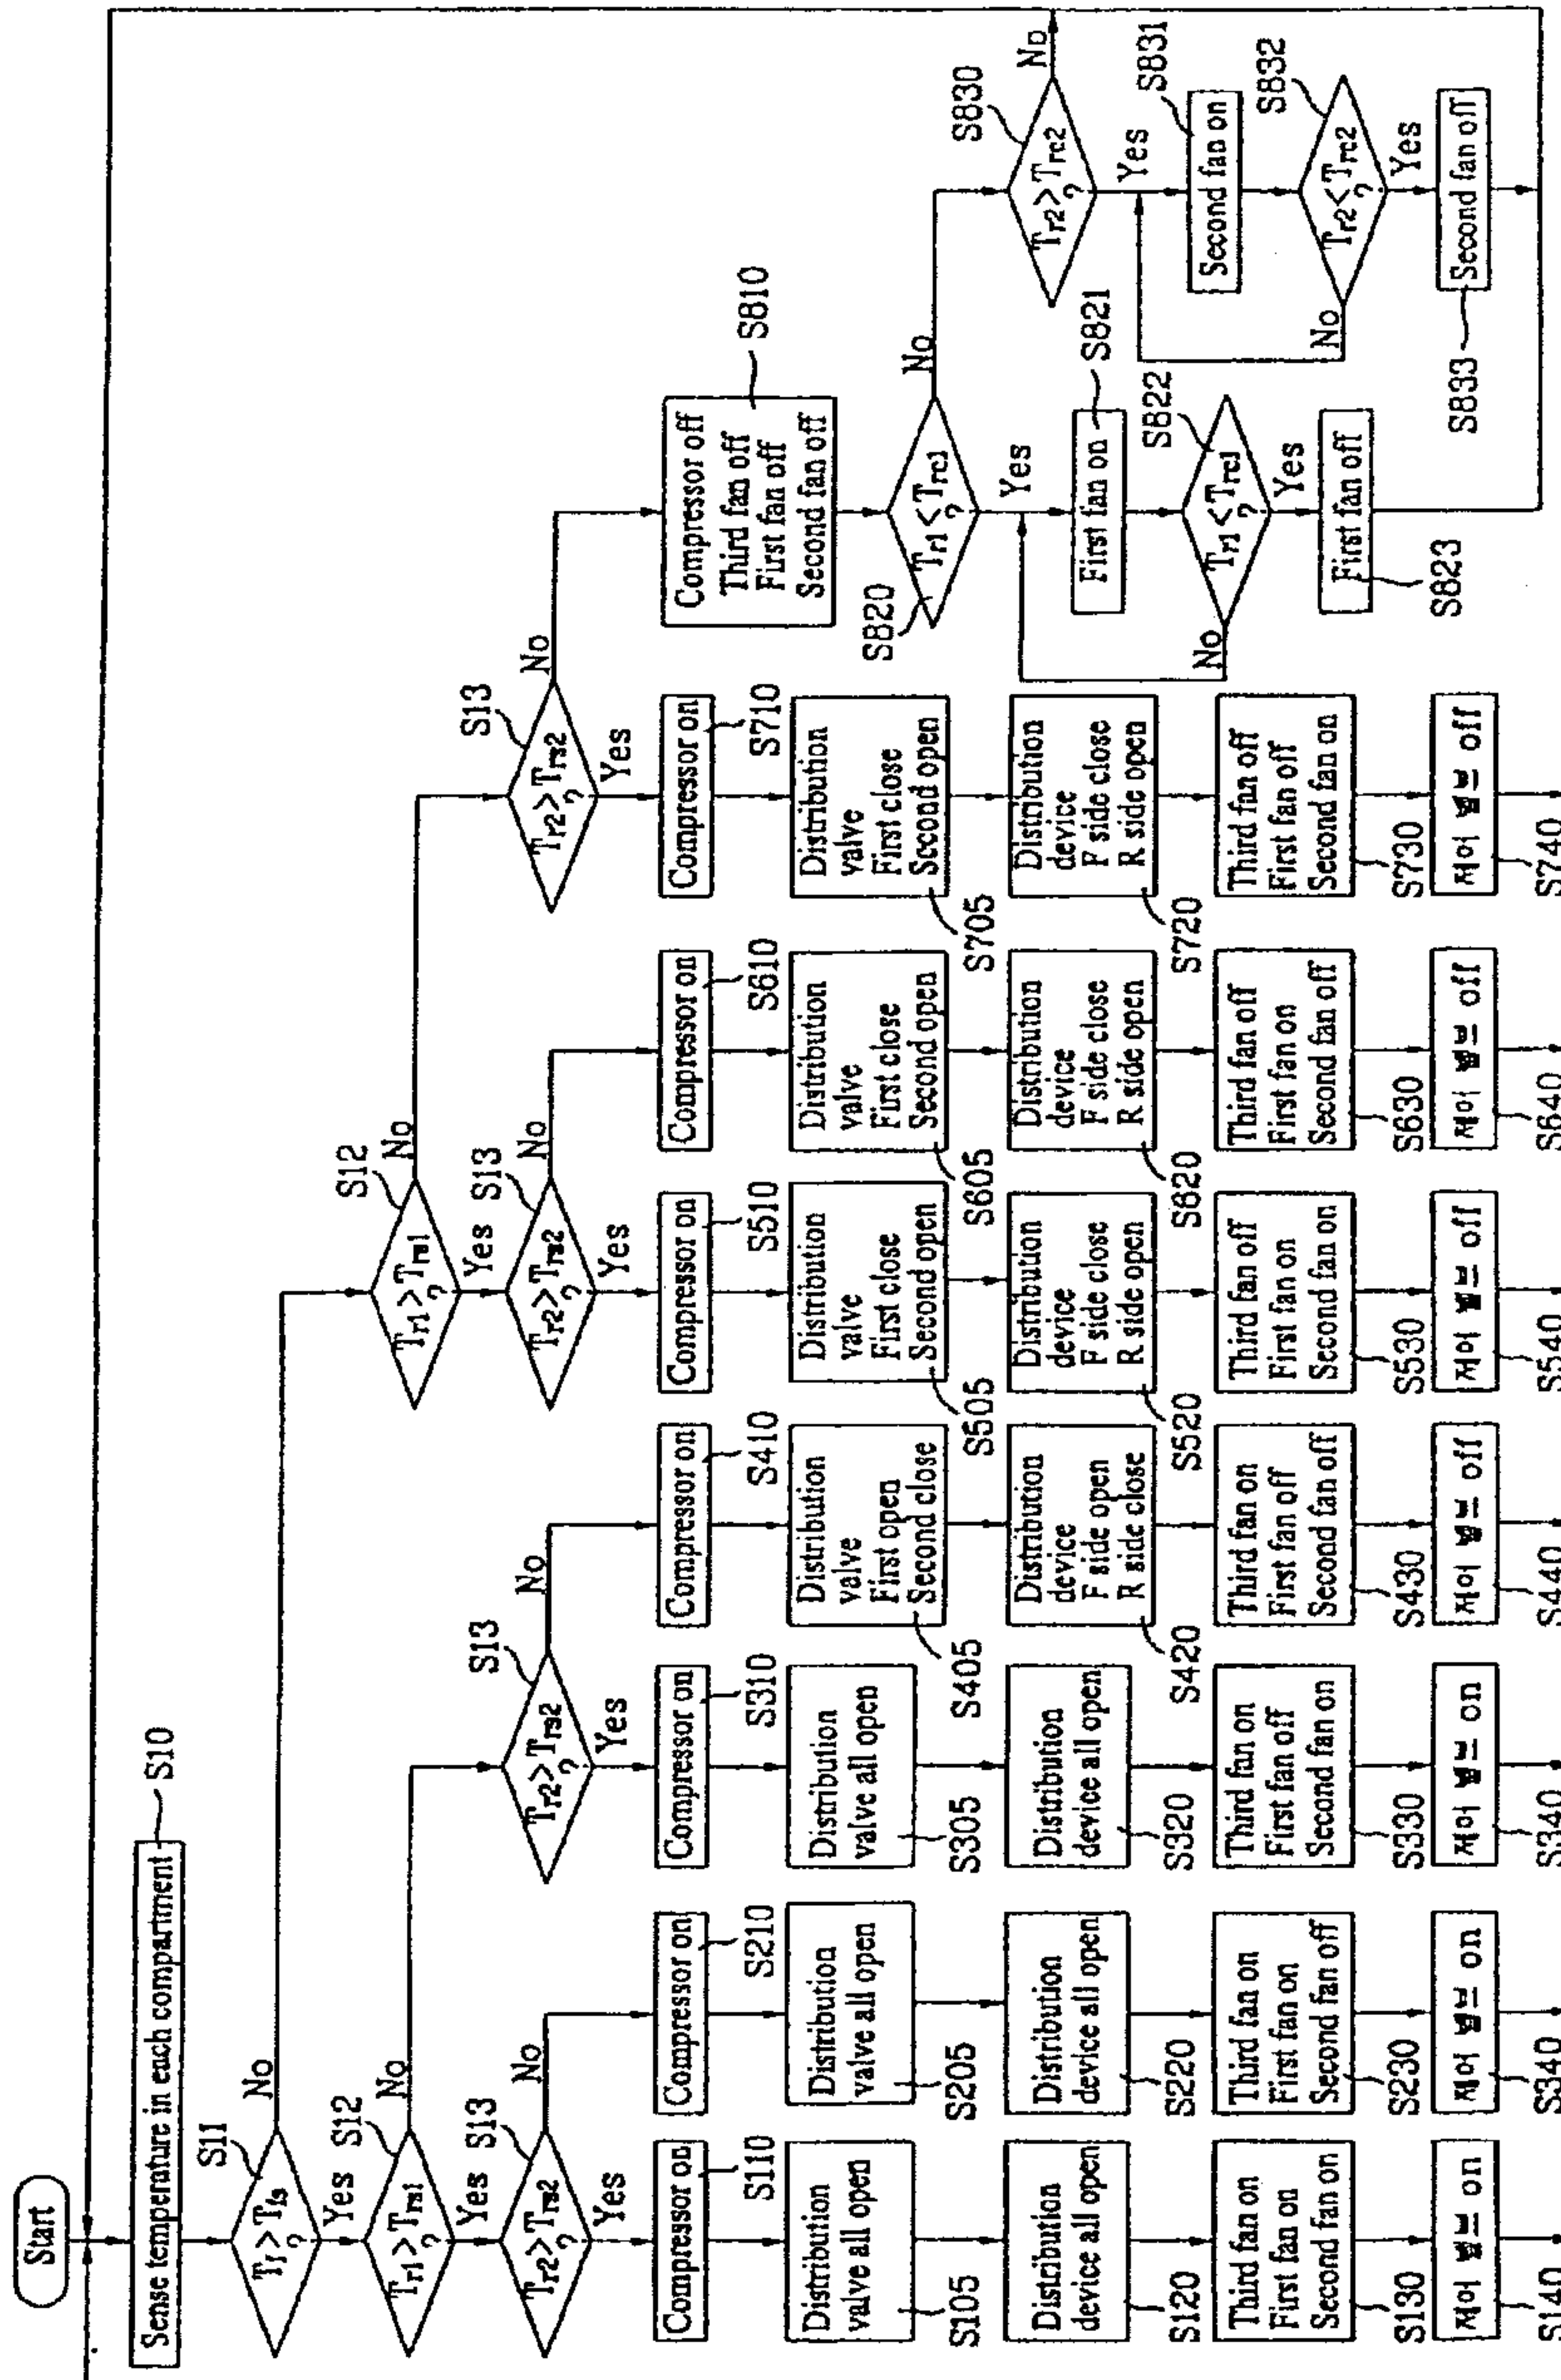 Start
Sense temperature in each compartment
S10
Tf > Tfs
?
S11
No
Yes
Tr1 > Trs1
?
S12
No
Yes
Tr2 > Trs2
?
S13
No
Yes
Compressor on
S110
Distribution
valve all open
S105
Distribution
device all open
S120
Third fan on
First fan on
Second fan on
S130
제어 on
S140
Compressor on
S210
Distribution
valve all open
S205
Distribution
device all open
S220
Third fan on
First fan on
Second fan off
S230
제어 on
S340
Tr2 > Trs2
?
S13
No
Yes
Compressor on
S310
Distribution
valve all open
S305
Distribution
device all open
S320
Third fan on
First fan off
Second fan on
S330
제어 on
S340
Compressor on
S410
Distribution
valve
First open
Second close
S405
Distribution
device
F side open
R side close
S420
Third fan on
First fan off
Second fan off
S430
제어 off
S440
Tr1 > Trs1
?
S12
No
Yes
Tr2 > Trs2
?
S13
No
Yes
Compressor on
S510
Distribution
valve
First close
Second open
S505
Distribution
device
F side close
R side open
S520
Third fan off
First fan on
Second fan on
S530
제어 off
S540
Compressor on
S610
Distribution
valve
First close
Second open
S605
Distribution
device
F side close
R side open
S620
Third fan off
First fan on
Second fan off
S630
제어 off
S640
Tr2 > Trs2
?
S13
No
Yes
Compressor on
S710
Distribution
valve
First close
Second open
S705
Distribution
device
F side close
R side open
S720
Third fan off
First fan off
Second fan on
S730
제어 off
S740
Compressor off
Third fan off
First fan off
Second fan off
S810
Tr1 < Trc1
?
S820
No
Yes
First fan on
S821
Tr1 < Trc1
?
S822
No
Yes
First fan off
S823
Tr2 > Trc2
?
S830
No
Yes
Second fan on
S831
Tr2 < Trc2
?
S832
No
Yes
Second fan off
S833